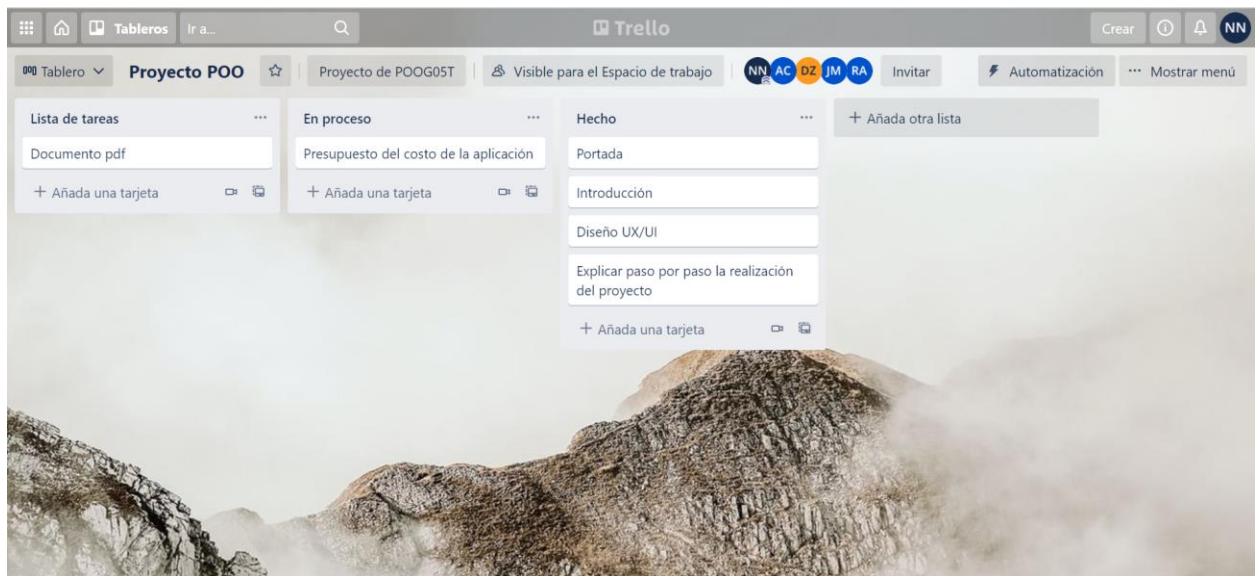 Tableros
Ir a...
Trello
Crear
NN
Tablero
Proyecto POO
Proyecto de POOG05T
Visible para el Espacio de trabajo
NN AC DZ JM RA
Invitar
Automatización
Mostrar menú
Lista de tareas
Documento pdf
+ Añada una tarjeta
En proceso
Presupuesto del costo de la aplicación
+ Añada una tarjeta
Hecho
Portada
Introducción
Diseño UX/UI
Explicar paso por paso la realización
del proyecto
+ Añada una tarjeta
+ Añada otra lista